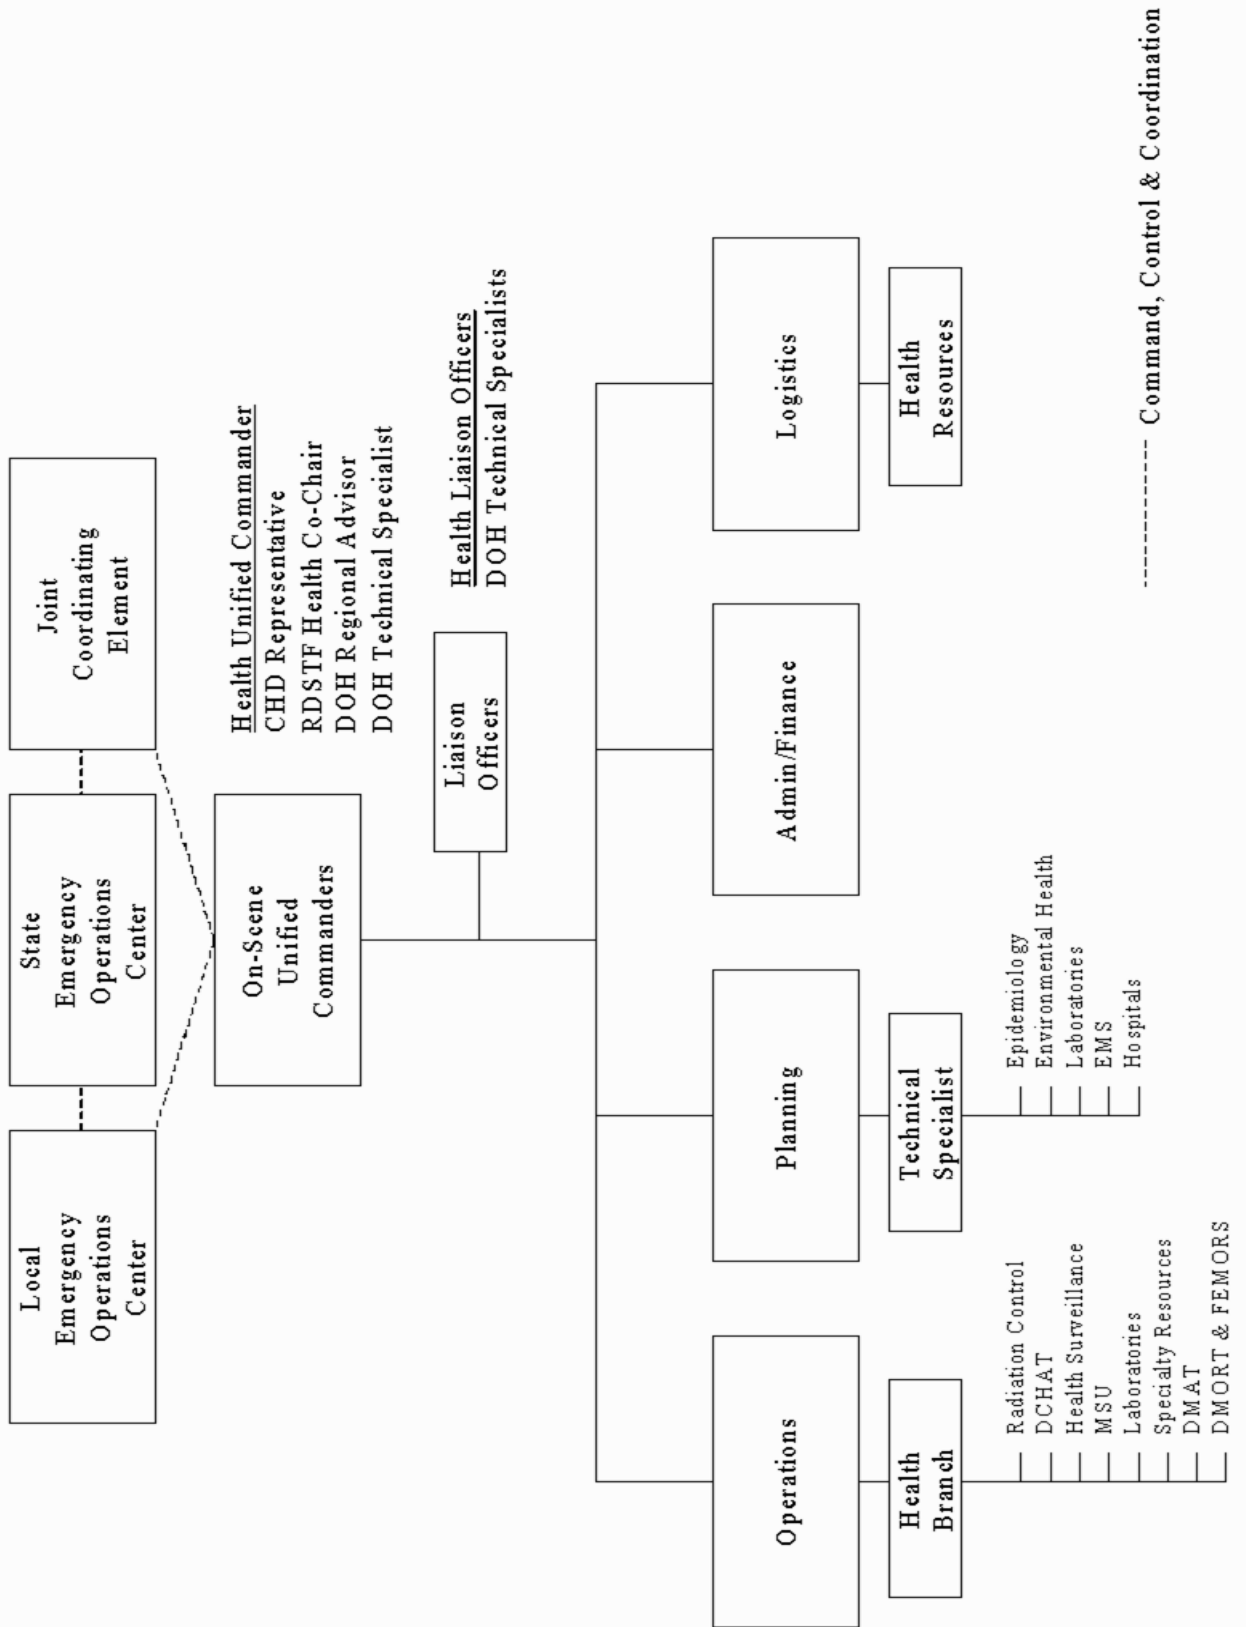 Local
Emergency
Operations
Center
State
Emergency
Operations
Center
Joint
Coordinating
Element
On-Scene
Unified
Commanders
Health Unified Commander
CHD Representative
RDSTF Health Co-Chair
DOH Regional Advisor
DOH Technical Specialist
Liaison
Officers
Health Liaison Officers
DOH Technical Specialists
Operations
Planning
Admin/Finance
Logistics
Health
Branch
Technical
Specialist
Health
Resources
Radiation Control
DCHAT
Health Surveillance
MSU
Laboratories
Specialty Resources
DMAT
DMORT & FEMORS
Epidemiology
Environmental Health
Laboratories
EMS
Hospitals
Command, Control & Coordination